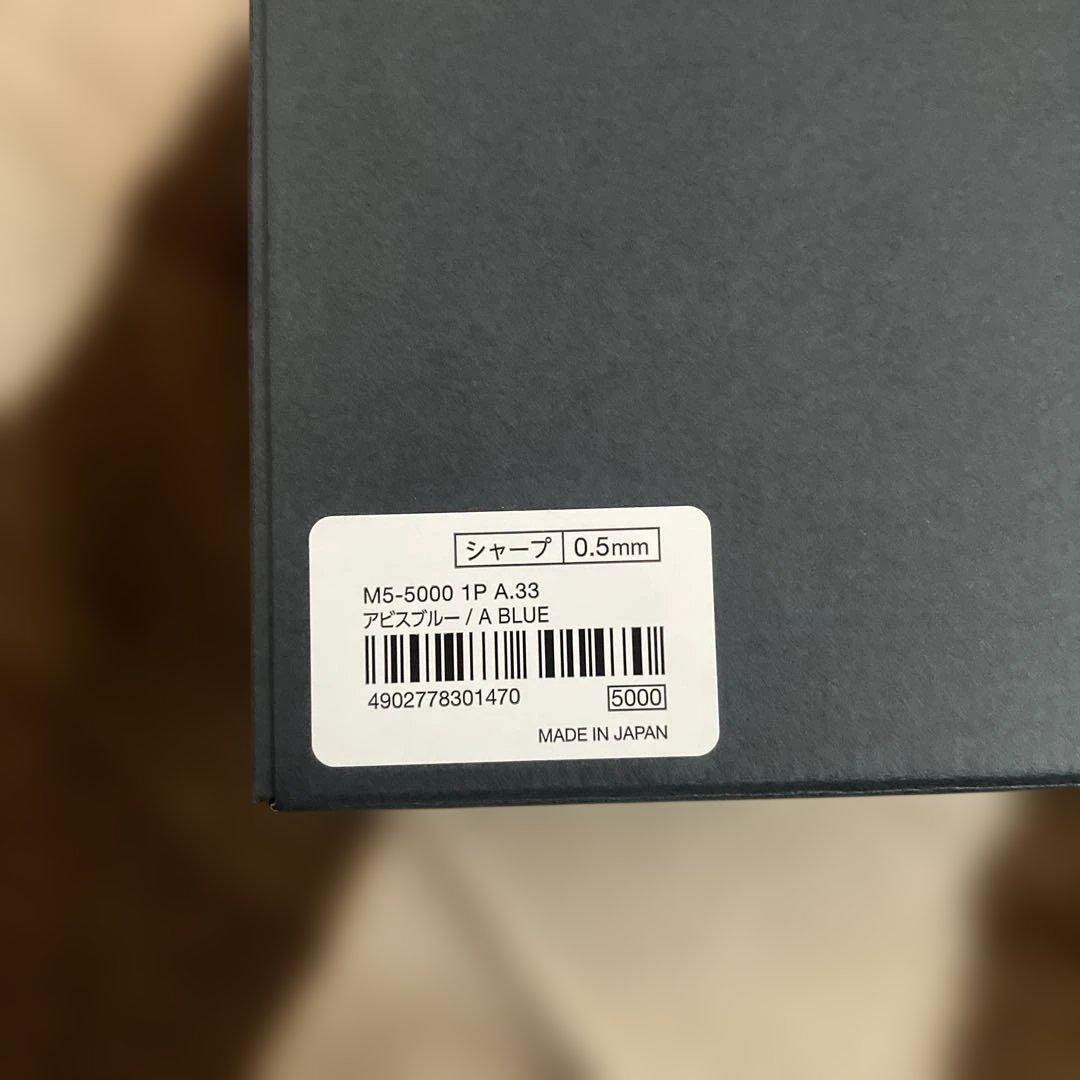 シャープ 0.5mm
M5-5000 1P A.33
アビスブルー / A BLUE
4902778301470 5000
MADE IN JAPAN